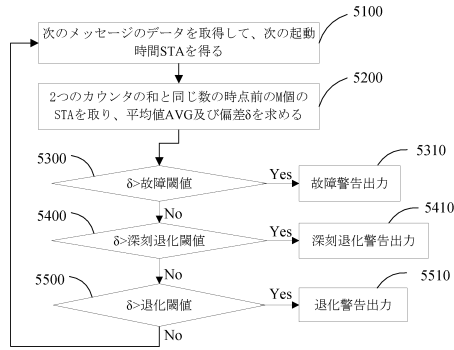 5100
次のメッセージのデータを取得して、次の起動
時間STAを得る
5200
2つのカウンタの和と同じ数の時点前のM個の
STAを取り、平均値AVG及び偏差δを求める
5300
δ>故障閾値
Yes
5310
故障警告出力
No
5400
δ>深刻退化閾値
Yes
5410
深刻退化警告出力
No
5500
δ>退化閾値
Yes
5510
退化警告出力
No